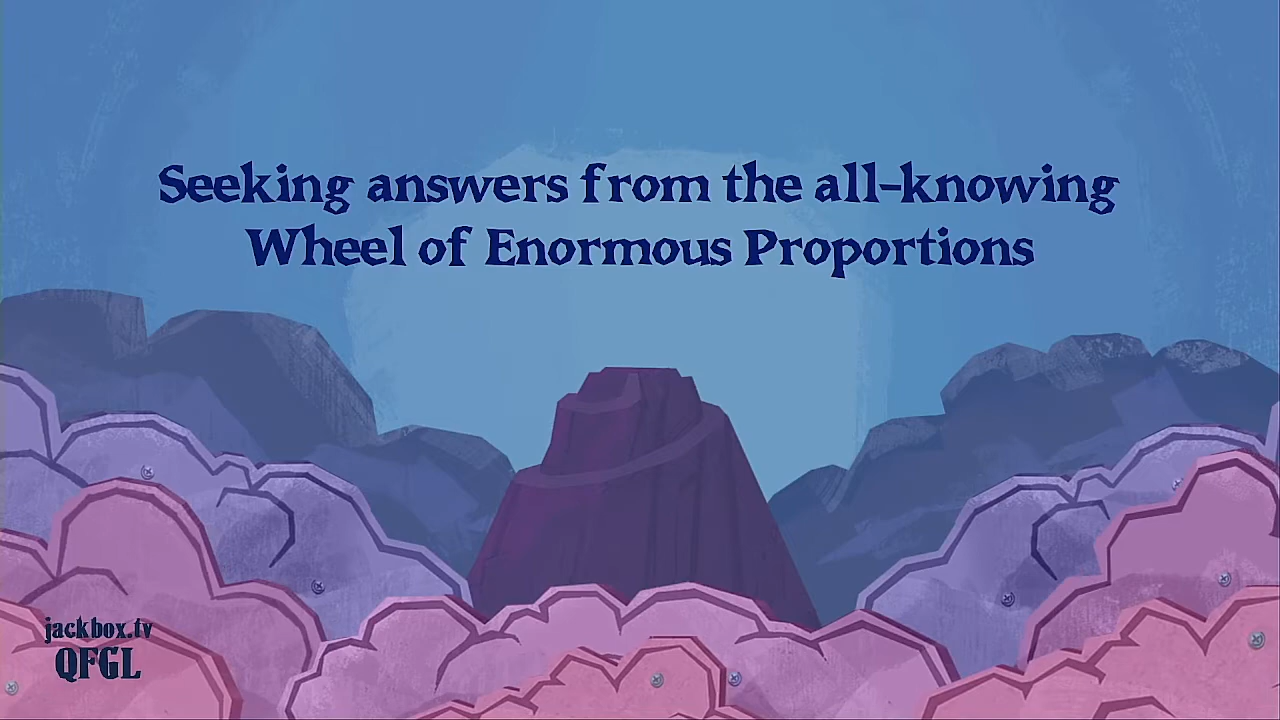 Seeking answers from the all-knowing
Wheel of Enormous Proportions
jackbox.tv
QFGL